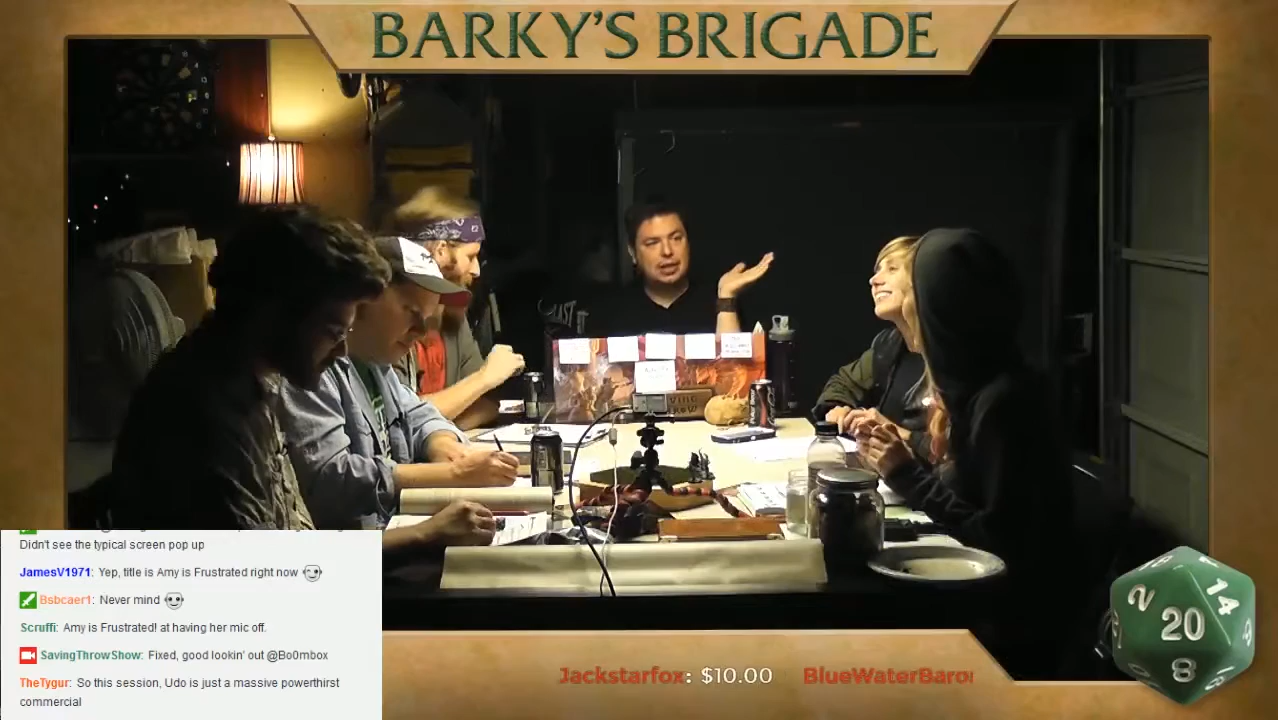 BARKY'S BRIGADE
Didn't see the typical screen pop up
JamesV1971: Yep, title is Amy is Frustrated right now
Bsbcaer1: Never mind
Scruffi: Amy is Frustrated! at having her mic off.
SavingThrowShow: Fixed, good lookin' out @Bo0mbox
TheTygur: So this session, Udo is just a massive powerthirst
commercial
Jackstarfox: $10.00 BlueWaterBaro
2
14
20
8